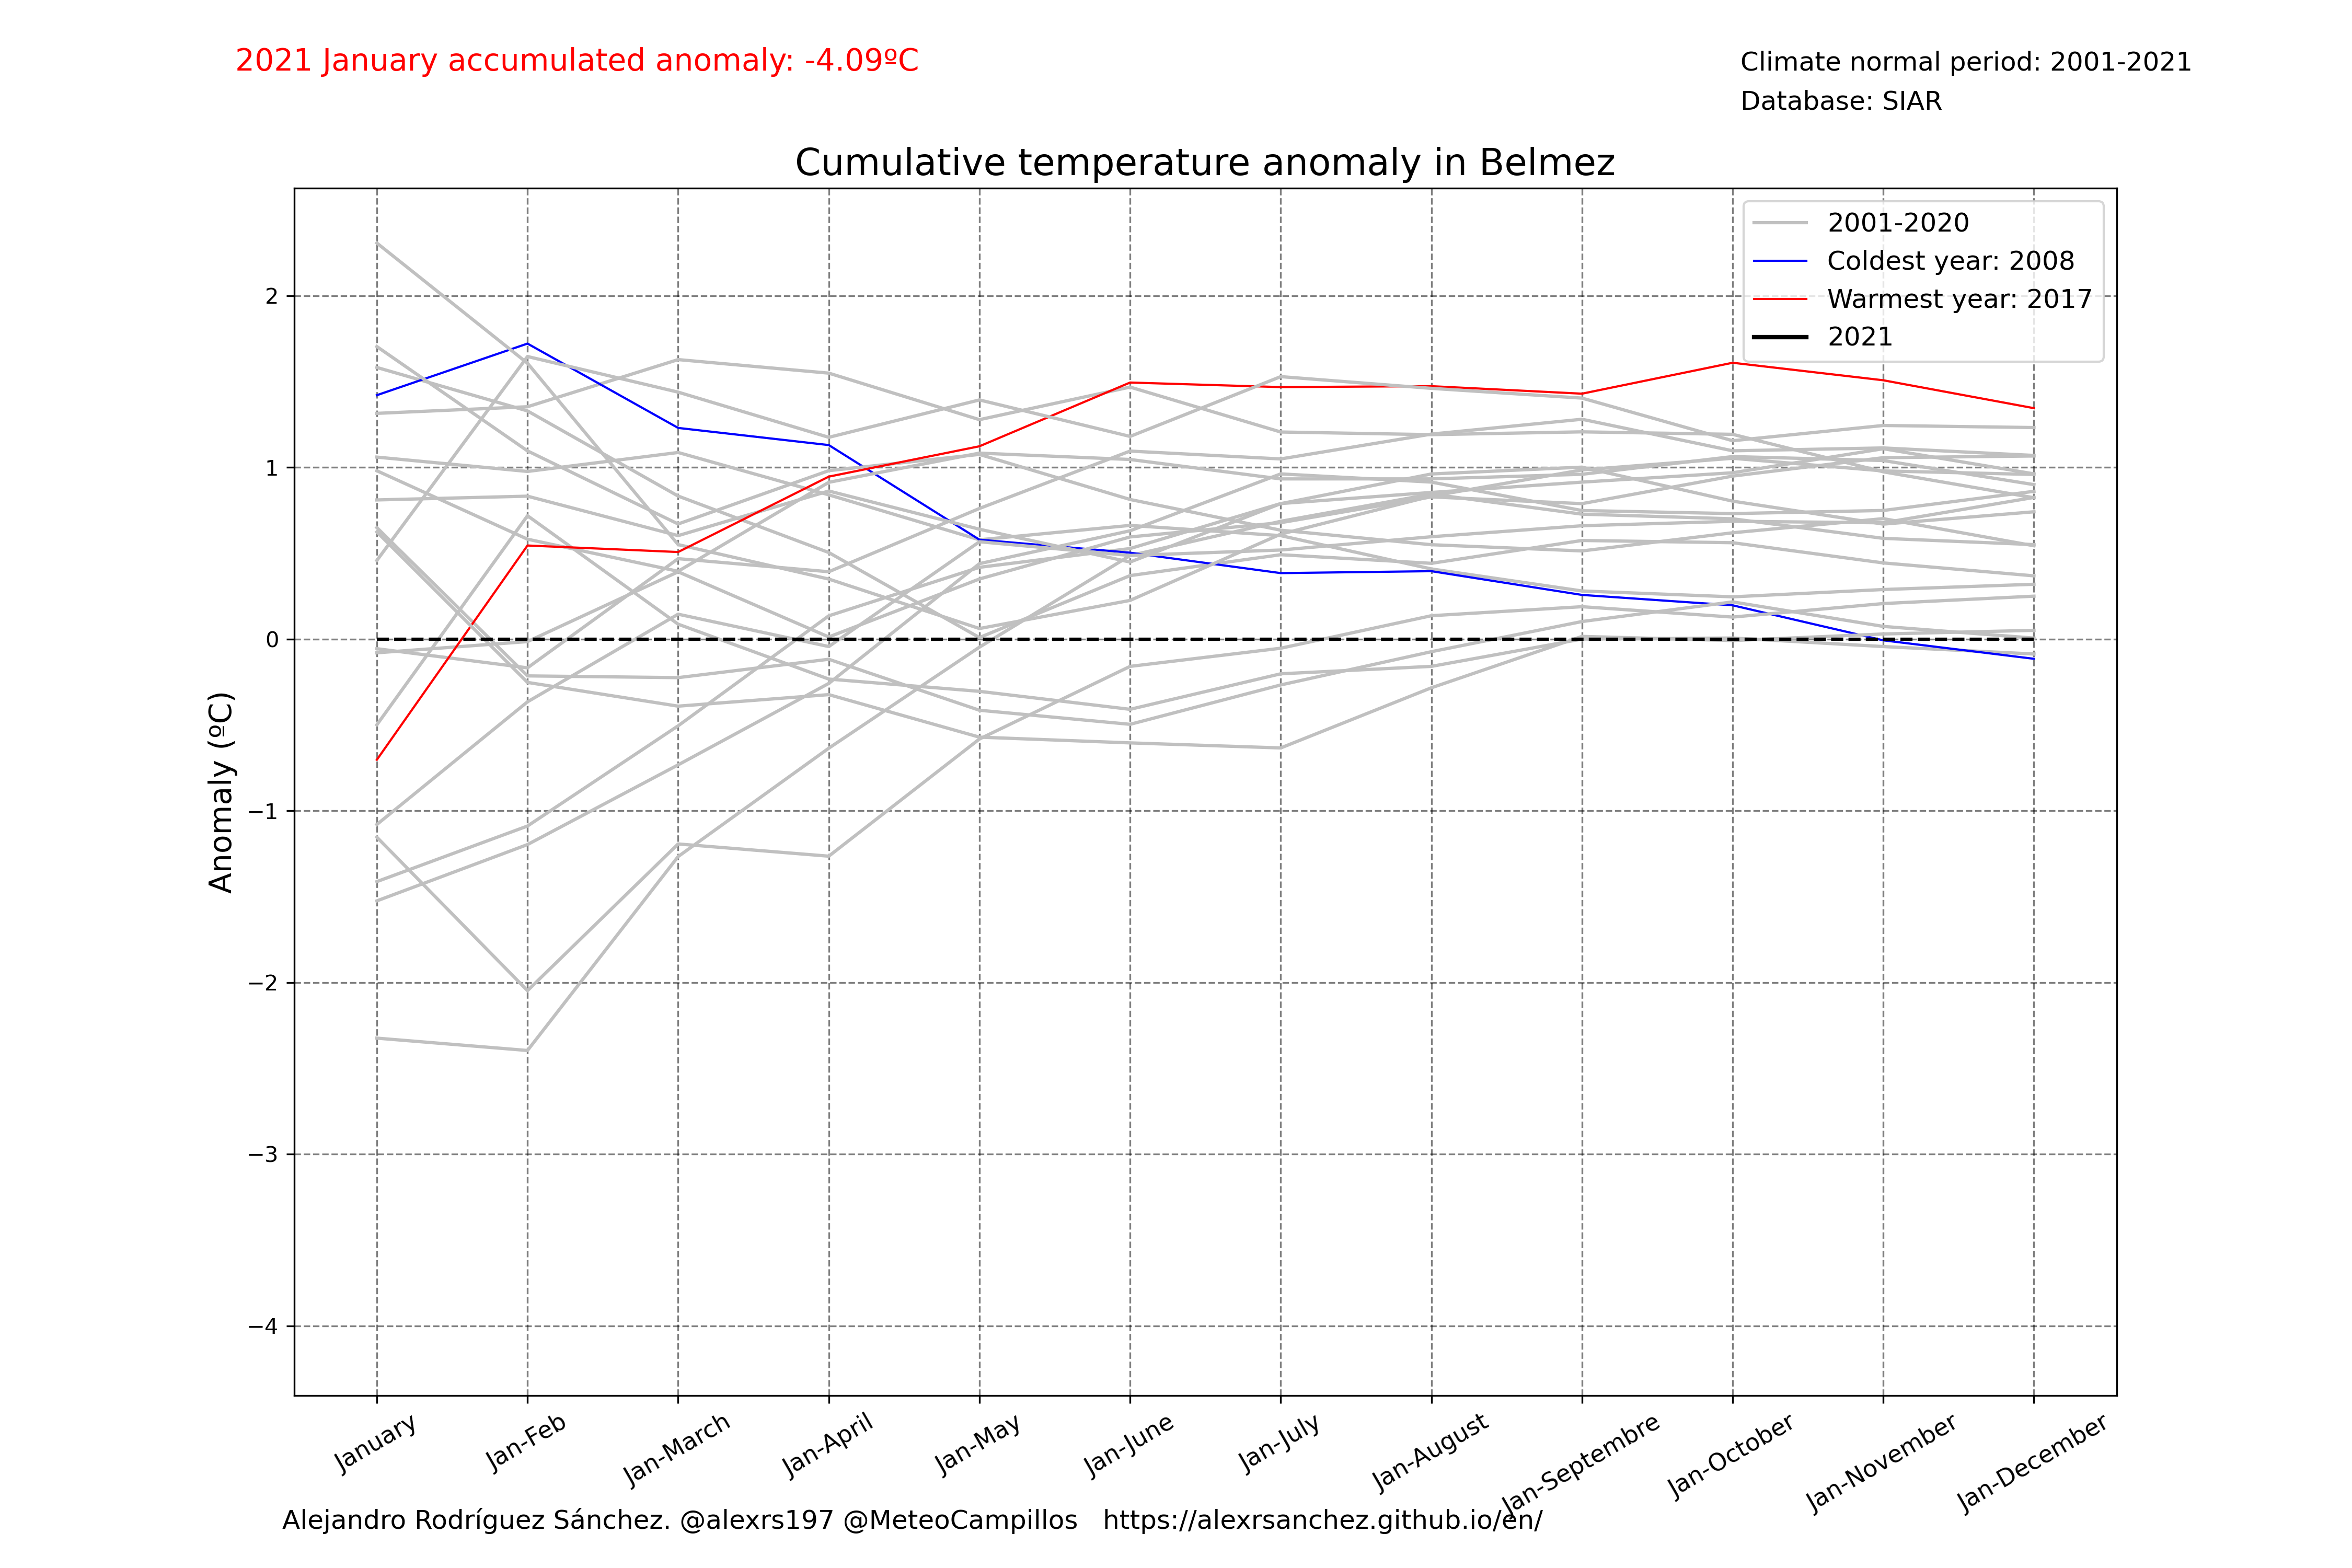 2021 January accumulated anomaly: -4.09ºC
Climate normal period: 2001-2021
Database: SIAR
Cumulative temperature anomaly in Belmez
2001-2020
Coldest year: 2008
Warmest year: 2017
2021
Anomaly (ºC)
2
1
0
−1
−2
−3
−4
January
Jan-Feb
Jan-March
Jan-April
Jan-May
Jan-June
Jan-July
Jan-August
Jan-Septembre
Jan-October
Jan-November
Jan-December
Alejandro Rodríguez Sánchez. @alexrs197 @MeteoCampillos   https://alexrsanchez.github.io/en/